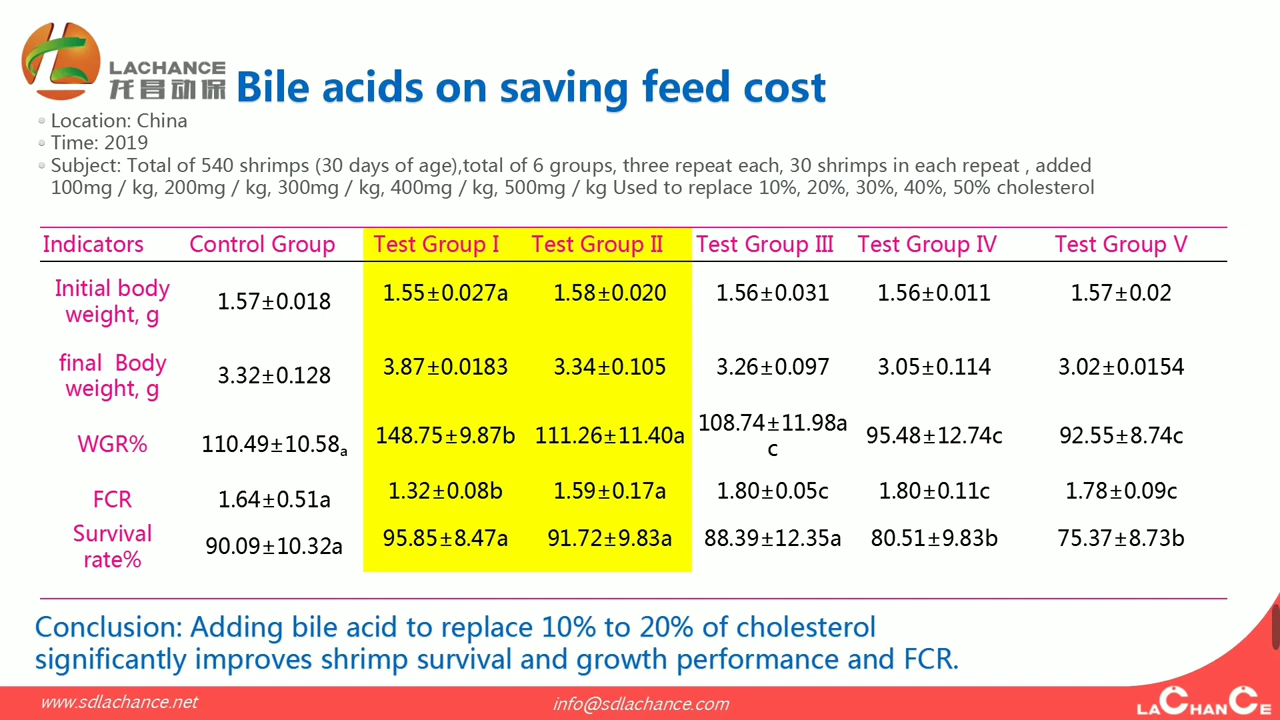 LACHANCE
龙昌动保
Bile acids on saving feed cost
Location: China
Time: 2019
Subject: Total of 540 shrimps (30 days of age),total of 6 groups, three repeat each, 30 shrimps in each repeat , added
100mg / kg, 200mg / kg, 300mg / kg, 400mg / kg, 500mg / kg Used to replace 10%, 20%, 30%, 40%, 50% cholesterol
Indicators Control Group Test Group I Test Group II Test Group III Test Group IV Test Group V
Initial body
weight, g 1.57±0.018 1.55±0.027a 1.58±0.020 1.56±0.031 1.56±0.011 1.57±0.02
final Body
weight, g 3.32±0.128 3.87±0.0183 3.34±0.105 3.26±0.097 3.05±0.114 3.02±0.0154
WGR% 110.49±10.58a 148.75±9.87b 111.26±11.40a 108.74±11.98a
c 95.48±12.74c 92.55±8.74c
FCR 1.64±0.51a 1.32±0.08b 1.59±0.17a 1.80±0.05c 1.80±0.11c 1.78±0.09c
Survival
rate% 90.09±10.32a 95.85±8.47a 91.72±9.83a 88.39±12.35a 80.51±9.83b 75.37±8.73b
Conclusion: Adding bile acid to replace 10% to 20% of cholesterol
significantly improves shrimp survival and growth performance and FCR.
www.sdlachance.net info@sdlachance.com LACHANCE